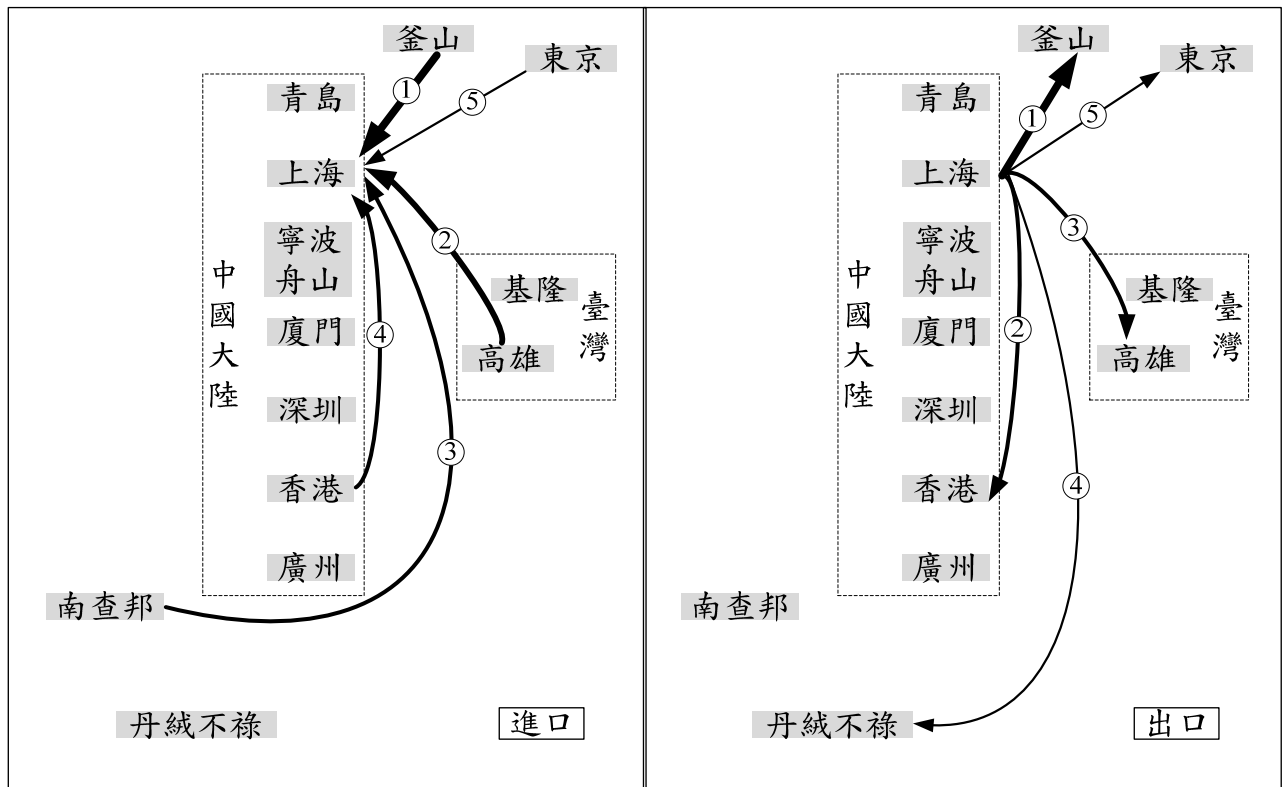 釜山
東京
①
⑤
青島
上海
寧波
舟山
②
中國大陸
基隆
臺灣
廈門
④
高雄
深圳
③
香港
廣州
南查邦
丹絨不祿
進口
釜山
東京
①
⑤
青島
上海
寧波
舟山
③
中國大陸
基隆
臺灣
廈門
②
高雄
深圳
香港
④
廣州
南查邦
丹絨不祿
出口